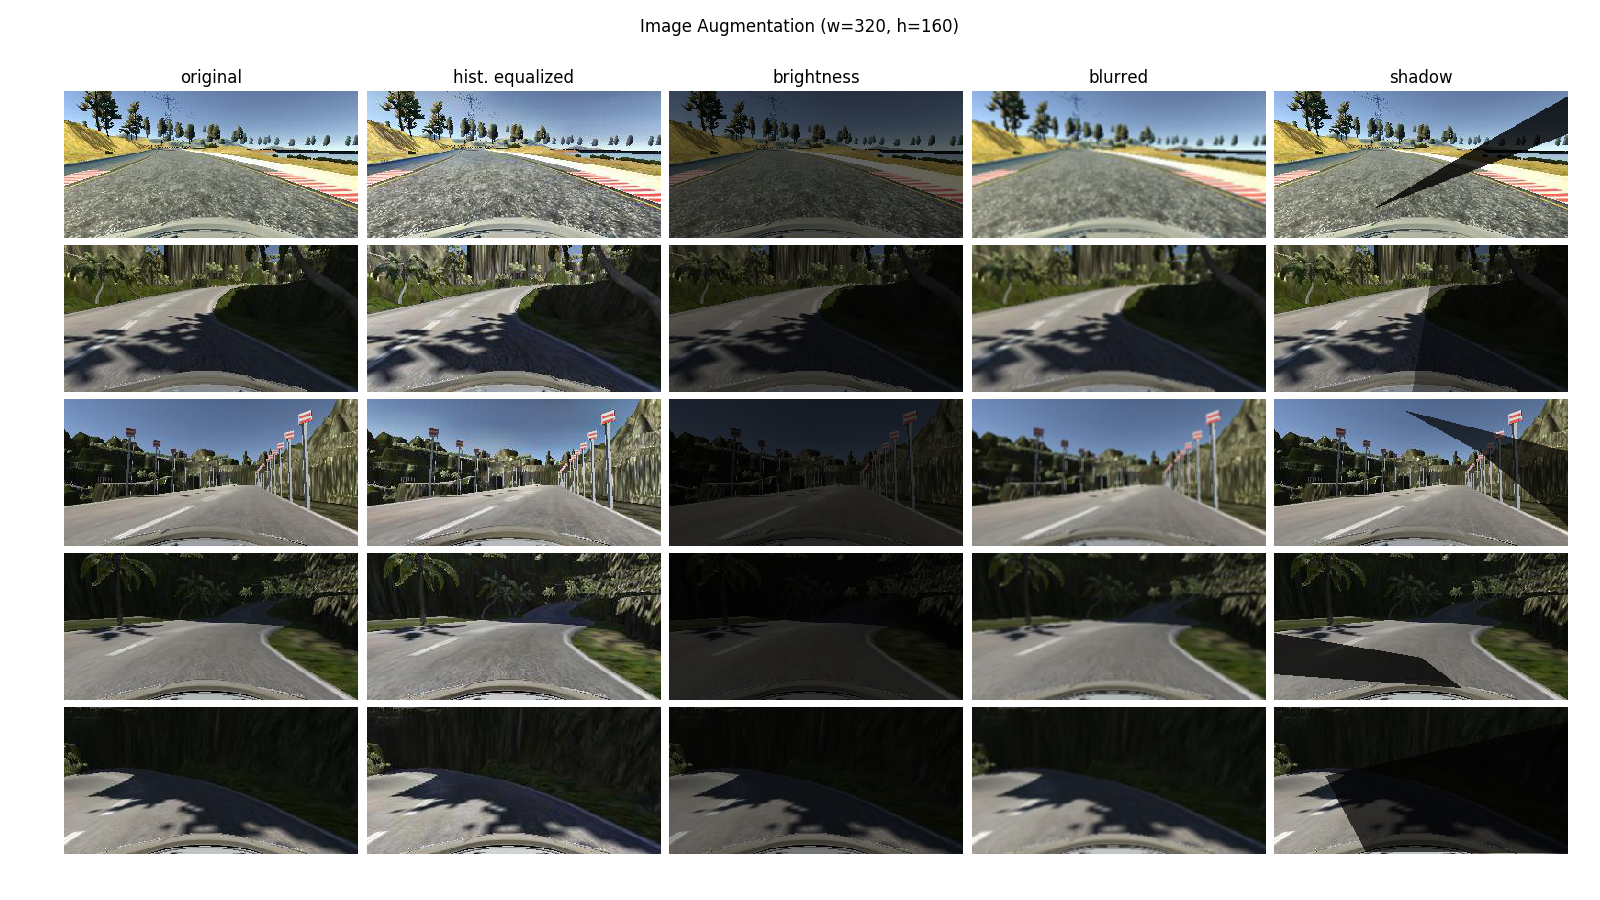 Image Augmentation (w=320, h=160)
original
hist. equalized
brightness
blurred
shadow